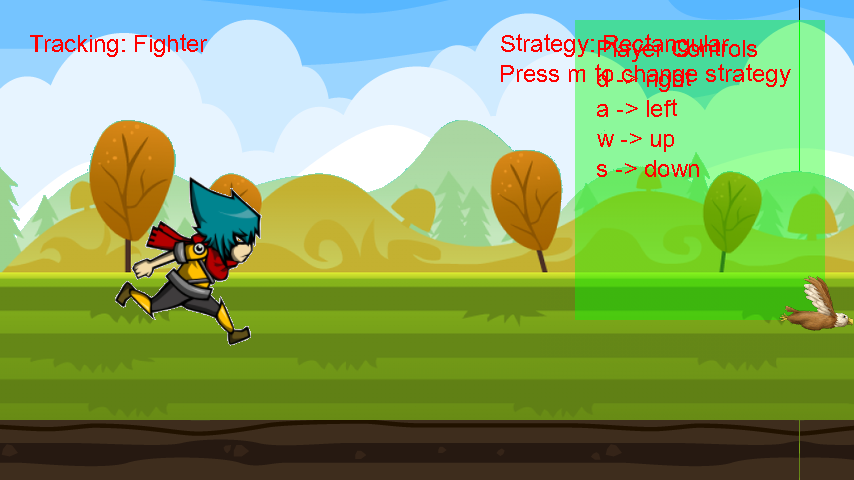 Tracking: Fighter
Strategy: Rectangular
Press m to change strategy
Player Controls
d -> right
a -> left
w -> up
s -> down